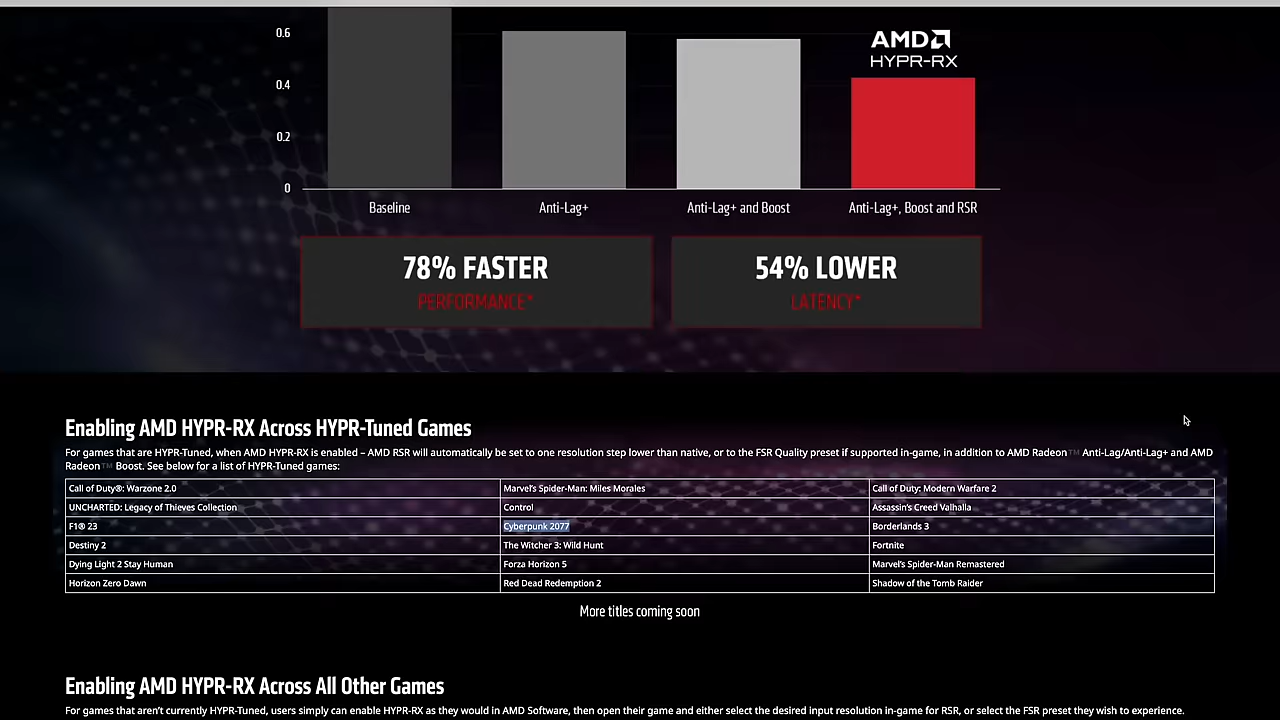 0.6
AMD
HYPR-RX
0.4
0.2
0
Baseline
Anti-Lag+
Anti-Lag+ and Boost
Anti-Lag+, Boost and RSR
78% FASTER
PERFORMANCE*
54% LOWER
LATENCY*
Enabling AMD HYPR-RX Across HYPR-Tuned Games
For games that are HYPR-Tuned, when AMD HYPR-RX is enabled – AMD RSR will automatically be set to one resolution step lower than native, or to the FSR Quality preset if supported in-game, in addition to AMD Radeon™ Anti-Lag/Anti-Lag+ and AMD
Radeon™ Boost. See below for a list of HYPR-Tuned games:
Call of Duty®: Warzone 2.0
Marvel's Spider-Man: Miles Morales
Call of Duty: Modern Warfare 2
UNCHARTED: Legacy of Thieves Collection
Control
Assassin's Creed Valhalla
F1® 23
Cyberpunk 2077
Borderlands 3
Destiny 2
The Witcher 3: Wild Hunt
Fortnite
Dying Light 2 Stay Human
Forza Horizon 5
Marvel's Spider-Man Remastered
Horizon Zero Dawn
Red Dead Redemption 2
Shadow of the Tomb Raider
More titles coming soon
Enabling AMD HYPR-RX Across All Other Games
For games that aren't currently HYPR-Tuned, users simply can enable HYPR-RX as they would in AMD Software, then open their game and either select the desired input resolution in-game for RSR, or select the FSR preset they wish to experience.